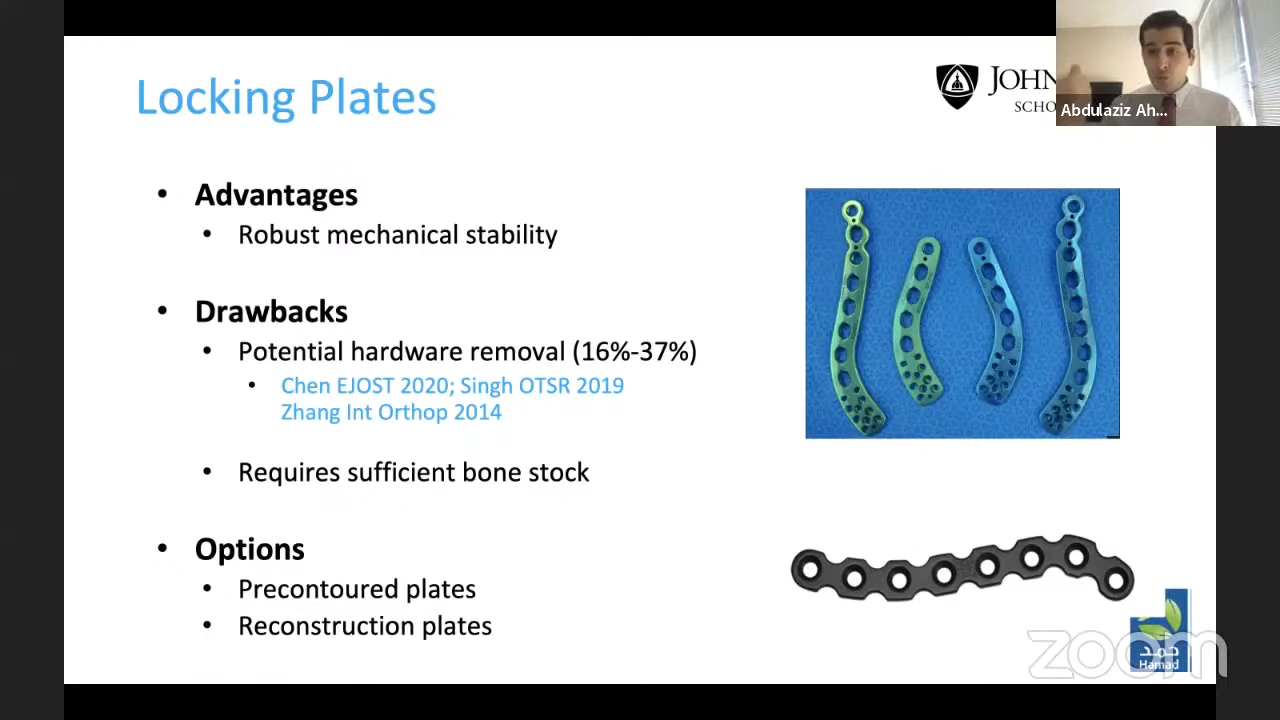 Locking Plates
JOHN
SCHO
Abdulaziz Ah...
• Advantages
• Robust mechanical stability
• Drawbacks
• Potential hardware removal (16%-37%)
• Chen EJOST 2020; Singh OTSR 2019
Zhang Int Orthop 2014
• Requires sufficient bone stock
• Options
• Precontoured plates
• Reconstruction plates
zoom
حمد
Hamad